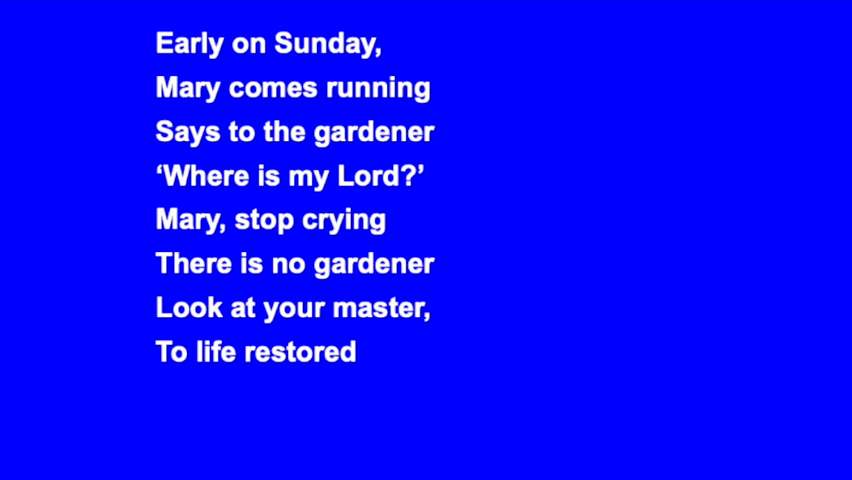 Early on Sunday,
Mary comes running
Says to the gardener
‘Where is my Lord?’
Mary, stop crying
There is no gardener
Look at your master,
To life restored